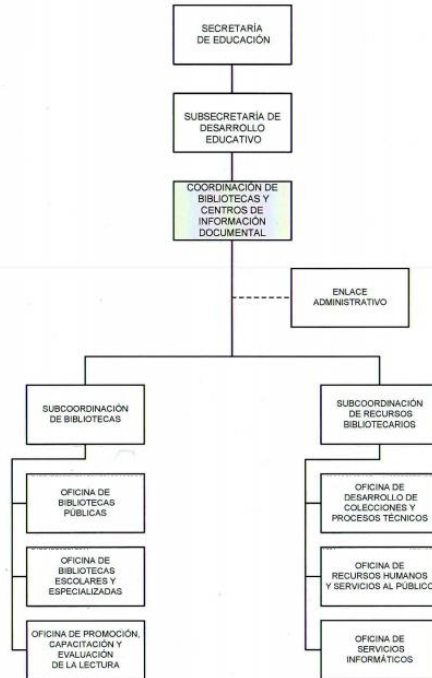 SECRETARÍA
DE EDUCACIÓN
SUBSECRETARÍA DE
DESARROLLO
EDUCATIVO
COORDINACIÓN DE
BIBLIOTECAS Y
CENTROS DE
INFORMACIÓN
DOCUMENTAL
ENLACE
ADMINISTRATIVO
SUBCOORDINACIÓN
DE BIBLIOTECAS
OFICINA DE
BIBLIOTECAS
PÚBLICAS
OFICINA DE
BIBLIOTECAS
ESCOLARES Y
ESPECIALIZADAS
OFICINA DE PROMOCIÓN,
CAPACITACIÓN Y
EVALUACIÓN
DE LA LECTURA
SUBCOORDINACIÓN
DE RECURSOS
BIBLIOTECARIOS
OFICINA DE
DESARROLLO DE
COLECCIONES Y
PROCESOS TÉCNICOS
OFICINA DE
RECURSOS HUMANOS
Y SERVICIOS AL PÚBLICO
OFICINA DE
SERVICIOS
INFORMÁTICOS